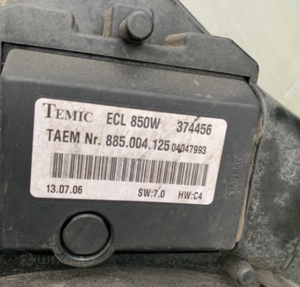 TEMIC ECL 850W 374456
TAEM Nr. 885.004.125 04047993
13.07.06 SW:7.0 HW:C4